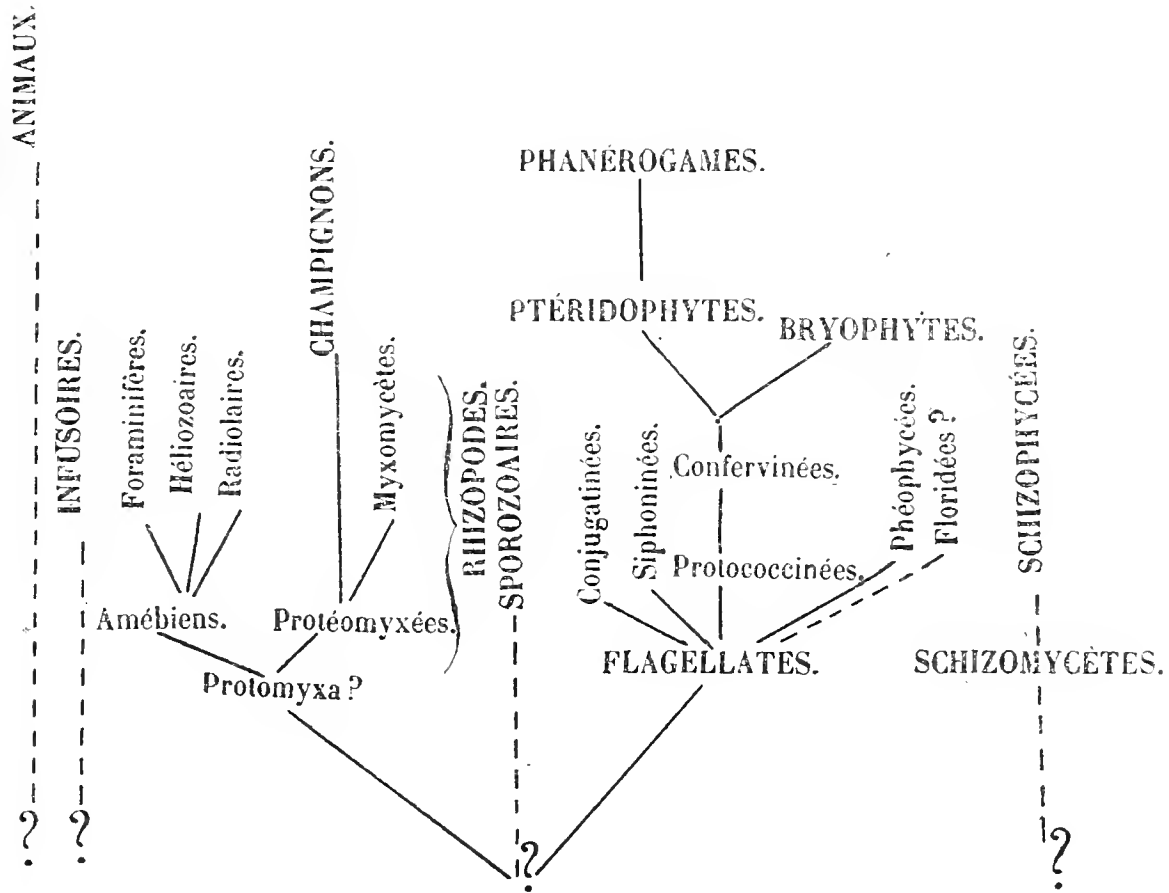 ANIMAUX.
INFUSOIRES.
Foraminifères.
Héliozoaires.
Radiolaires.
CHAMPIGNONS.
Myxomycètes.
RHIZOPODES.
SPOROZOAIRES.
PHANÉROGAMES.
PTÉRIDOPHYTES.
BRYOPHYTES.
Conjugatinées.
Siphoninées.
Confervinées.
Protococcinées.
Phéophycées.
Floridées ?
SCHIZOPHYCÉES.
Amébiens.
Protéomyxées.
FLAGELLATES.
SCHIZOMYCÈTES.
Protomyxa ?
?
?
?
?